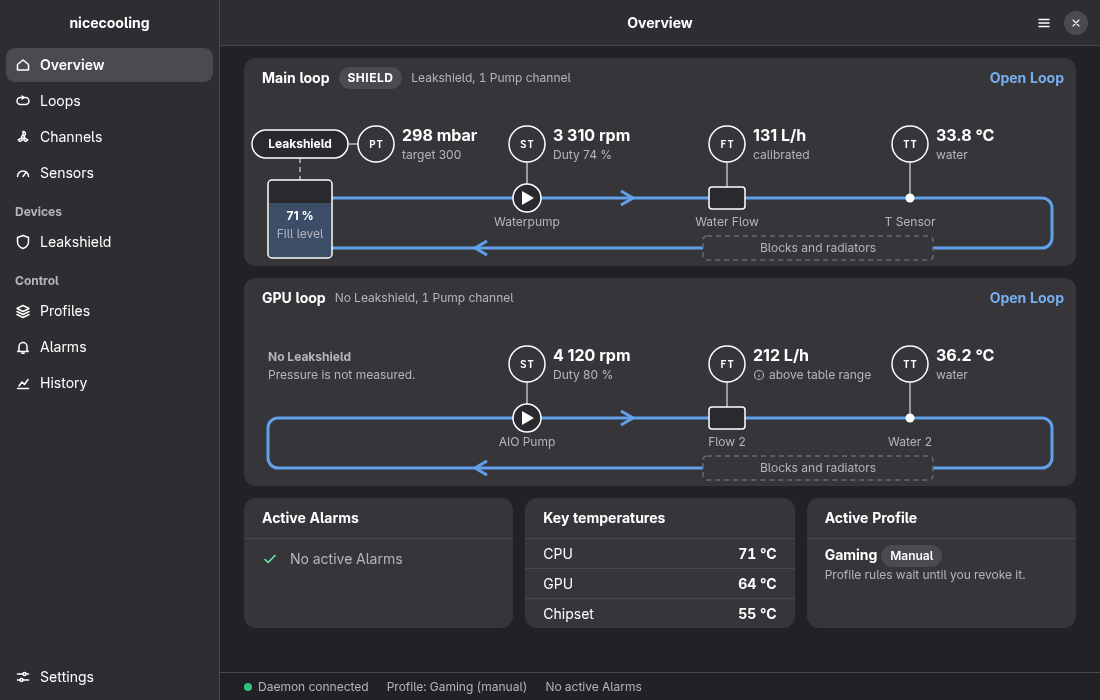 nicecooling
Overview
Loops
Channels
Sensors
Devices
Leakshield
Control
Profiles
Alarms
History
Settings
Overview
Main loop SHIELD Leakshield, 1 Pump channel Open Loop
Leakshield PT 298 mbar target 300
ST 3 310 rpm
Duty 74 %
FT 131 L/h
calibrated
TT 33.8 °C
water
71 %
Fill level
Waterpump
Water Flow
T Sensor
Blocks and radiators
GPU loop No Leakshield, 1 Pump channel Open Loop
No Leakshield
Pressure is not measured.
ST 4 120 rpm
Duty 80 %
FT 212 L/h
above table range
TT 36.2 °C
water
AIO Pump
Flow 2
Water 2
Blocks and radiators
Active Alarms
No active Alarms
Key temperatures
CPU 71 °C
GPU 64 °C
Chipset 55 °C
Active Profile
Gaming Manual
Profile rules wait until you revoke it.
Daemon connected Profile: Gaming (manual) No active Alarms